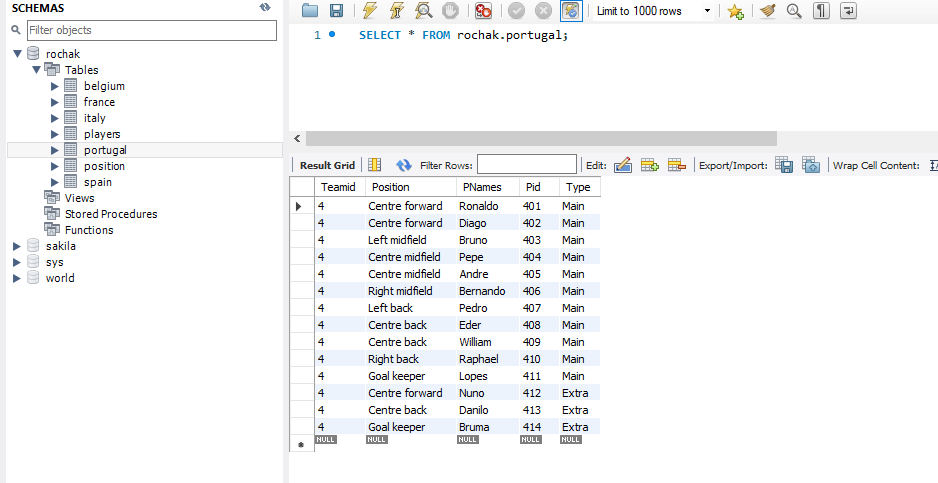 SCHEMAS
Filter objects
rochak
Tables
belgium
france
italy
players
portugal
position
spain
Views
Stored Procedures
Functions
sakila
sys
world
Limit to 1000 rows
1 SELECT * FROM rochak.portugal;
Result Grid Filter Rows: Edit: Export/Import: Wrap Cell Content:
Teamid Position PNames Pid Type
4 Centre forward Ronaldo 401 Main
4 Centre forward Diago 402 Main
4 Left midfield Bruno 403 Main
4 Centre midfield Pepe 404 Main
4 Centre midfield Andre 405 Main
4 Right midfield Bernando 406 Main
4 Left back Pedro 407 Main
4 Centre back Eder 408 Main
4 Centre back William 409 Main
4 Right back Raphael 410 Main
4 Goal keeper Lopes 411 Main
4 Centre forward Nuno 412 Extra
4 Centre back Danilo 413 Extra
4 Goal keeper Bruma 414 Extra
NULL NULL NULL NULL NULL